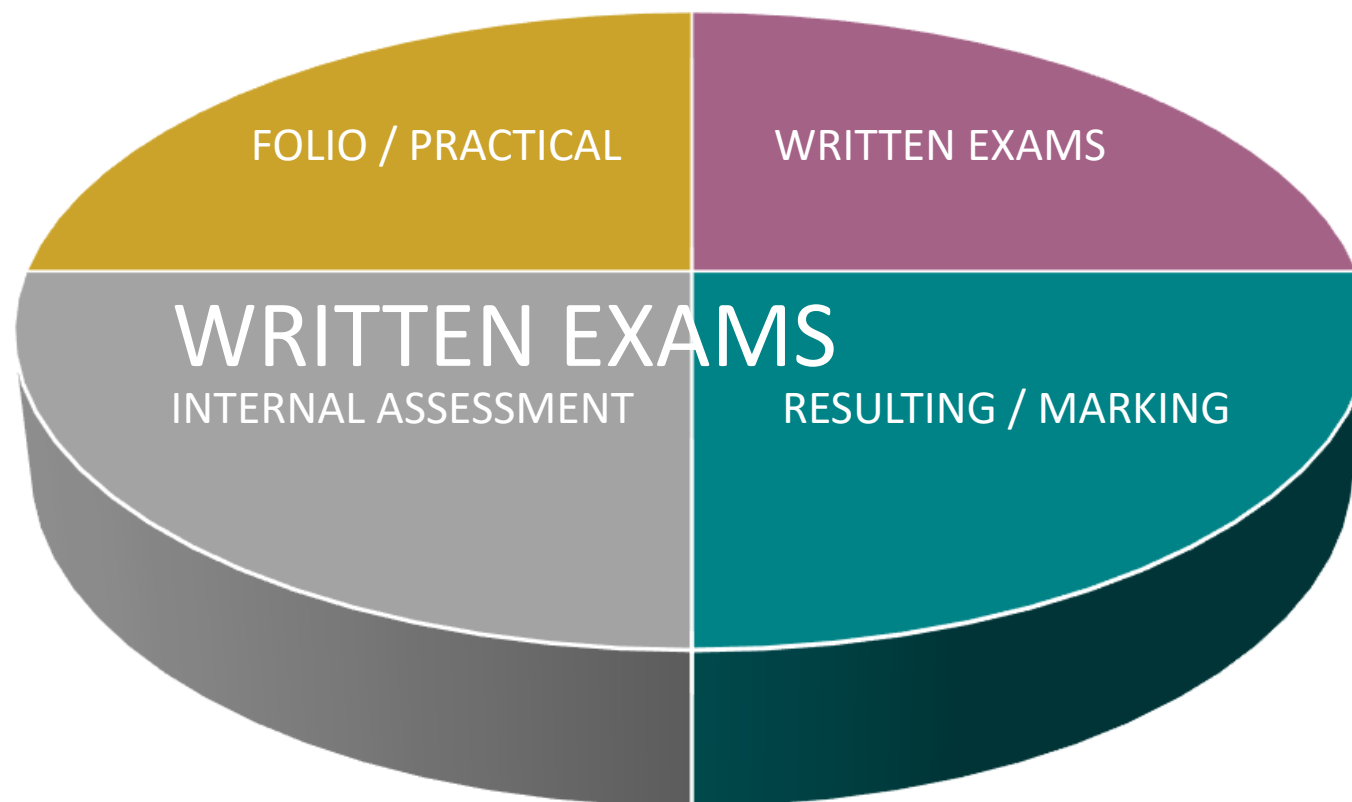 FOLIO / PRACTICAL
WRITTEN EXAMS
WRITTEN EXAMS
INTERNAL ASSESSMENT
RESULTING / MARKING